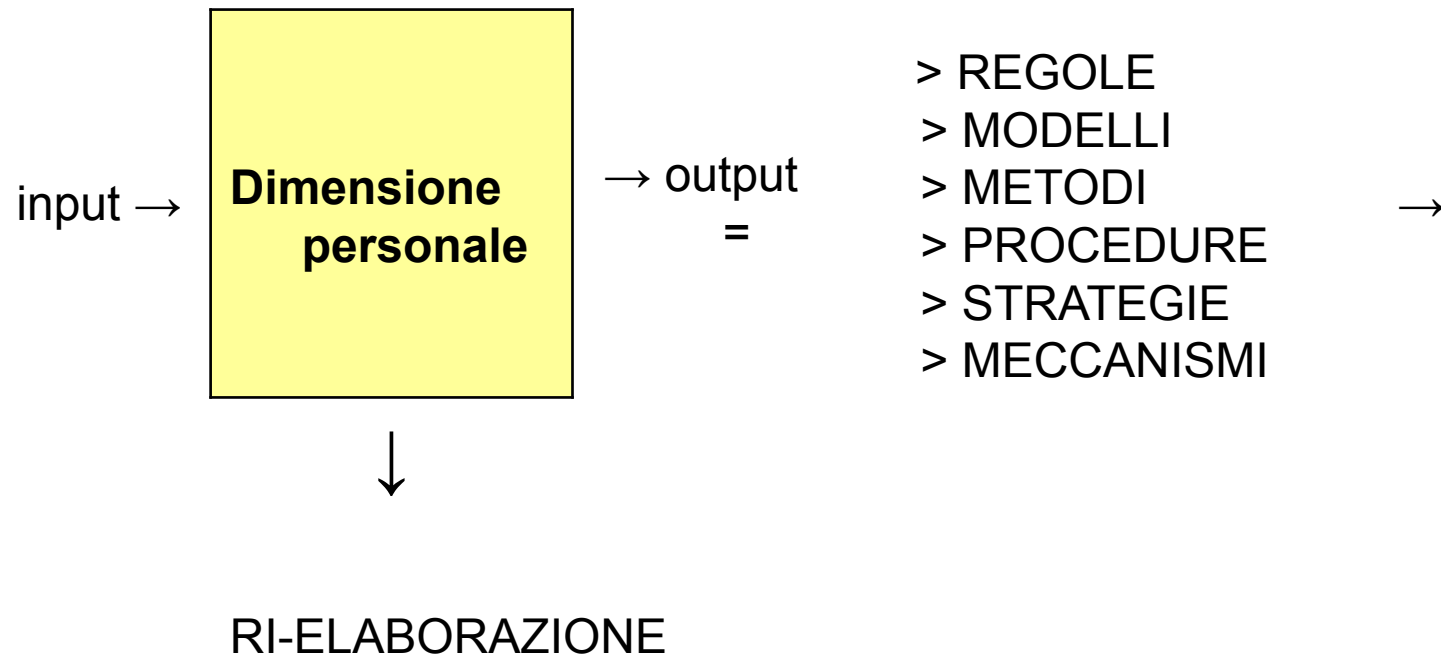 input →
Dimensione
personale
→ output
=
> REGOLE
> MODELLI
> METODI
> PROCEDURE
> STRATEGIE
> MECCANISMI
→
↓
RI-ELABORAZIONE